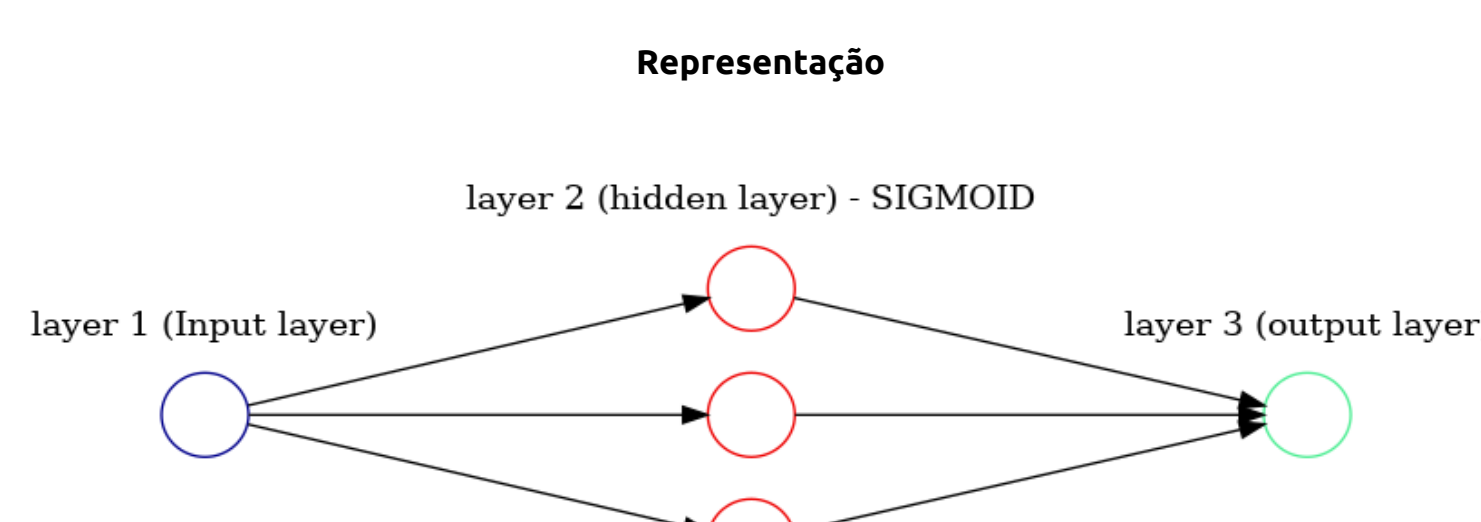 Representação
layer 2 (hidden layer) - SIGMOID
layer 1 (Input layer)
layer 3 (output layer